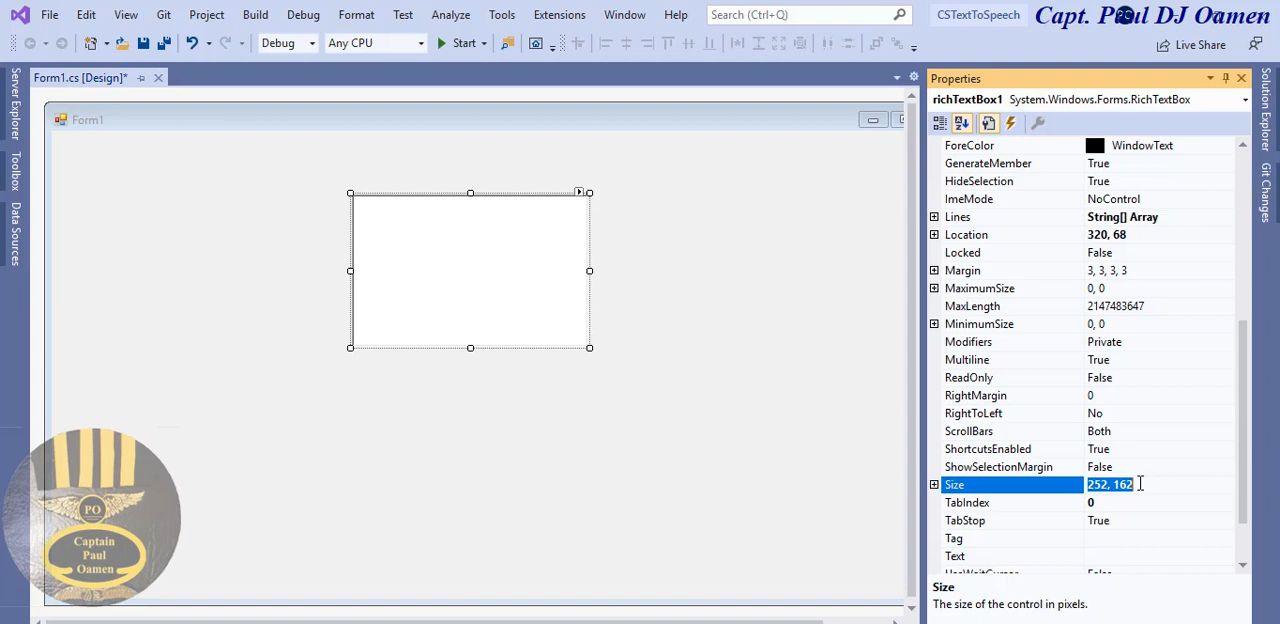 File Edit View Git Project Build Debug Format Test Analyze Tools Extensions Window Help Search (Ctrl+Q) CSTextToSpeech Capt. Paul DJ Oamen
Debug Any CPU Start Live Share
Form1.cs [Design]*
Properties
richTextBox1 System.Windows.Forms.RichTextBox
Server Explorer
Toolbox
Data Sources
Solution Explorer
Git Changes
Form1
ForeColor WindowText
GenerateMember True
HideSelection True
ImeMode NoControl
Lines String[] Array
Location 320, 68
Locked False
Margin 3, 3, 3, 3
MaximumSize 0, 0
MaxLength 2147483647
MinimumSize 0, 0
Modifiers Private
Multiline True
ReadOnly False
RightMargin 0
RightToLeft No
ScrollBars Both
ShortcutsEnabled True
ShowSelectionMargin False
Size 252, 162
TabIndex 0
TabStop True
Tag
Text
UseWaitCursor False
Size
The size of the control in pixels.
PO
Captain
Paul
Oamen